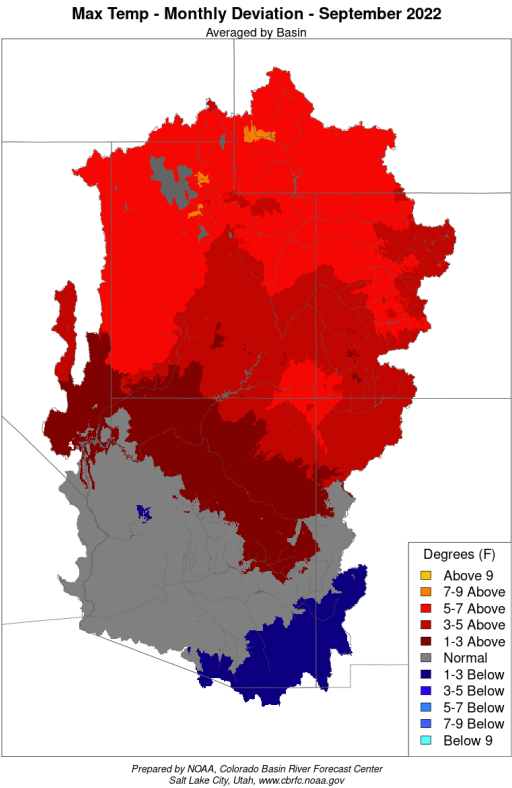 Max Temp - Monthly Deviation - September 2022
Averaged by Basin
Degrees (F)
Above 9
7-9 Above
5-7 Above
3-5 Above
1-3 Above
Normal
1-3 Below
3-5 Below
5-7 Below
7-9 Below
Below 9
Prepared by NOAA, Colorado Basin River Forecast Center
Salt Lake City, Utah, www.cbrfc.noaa.gov